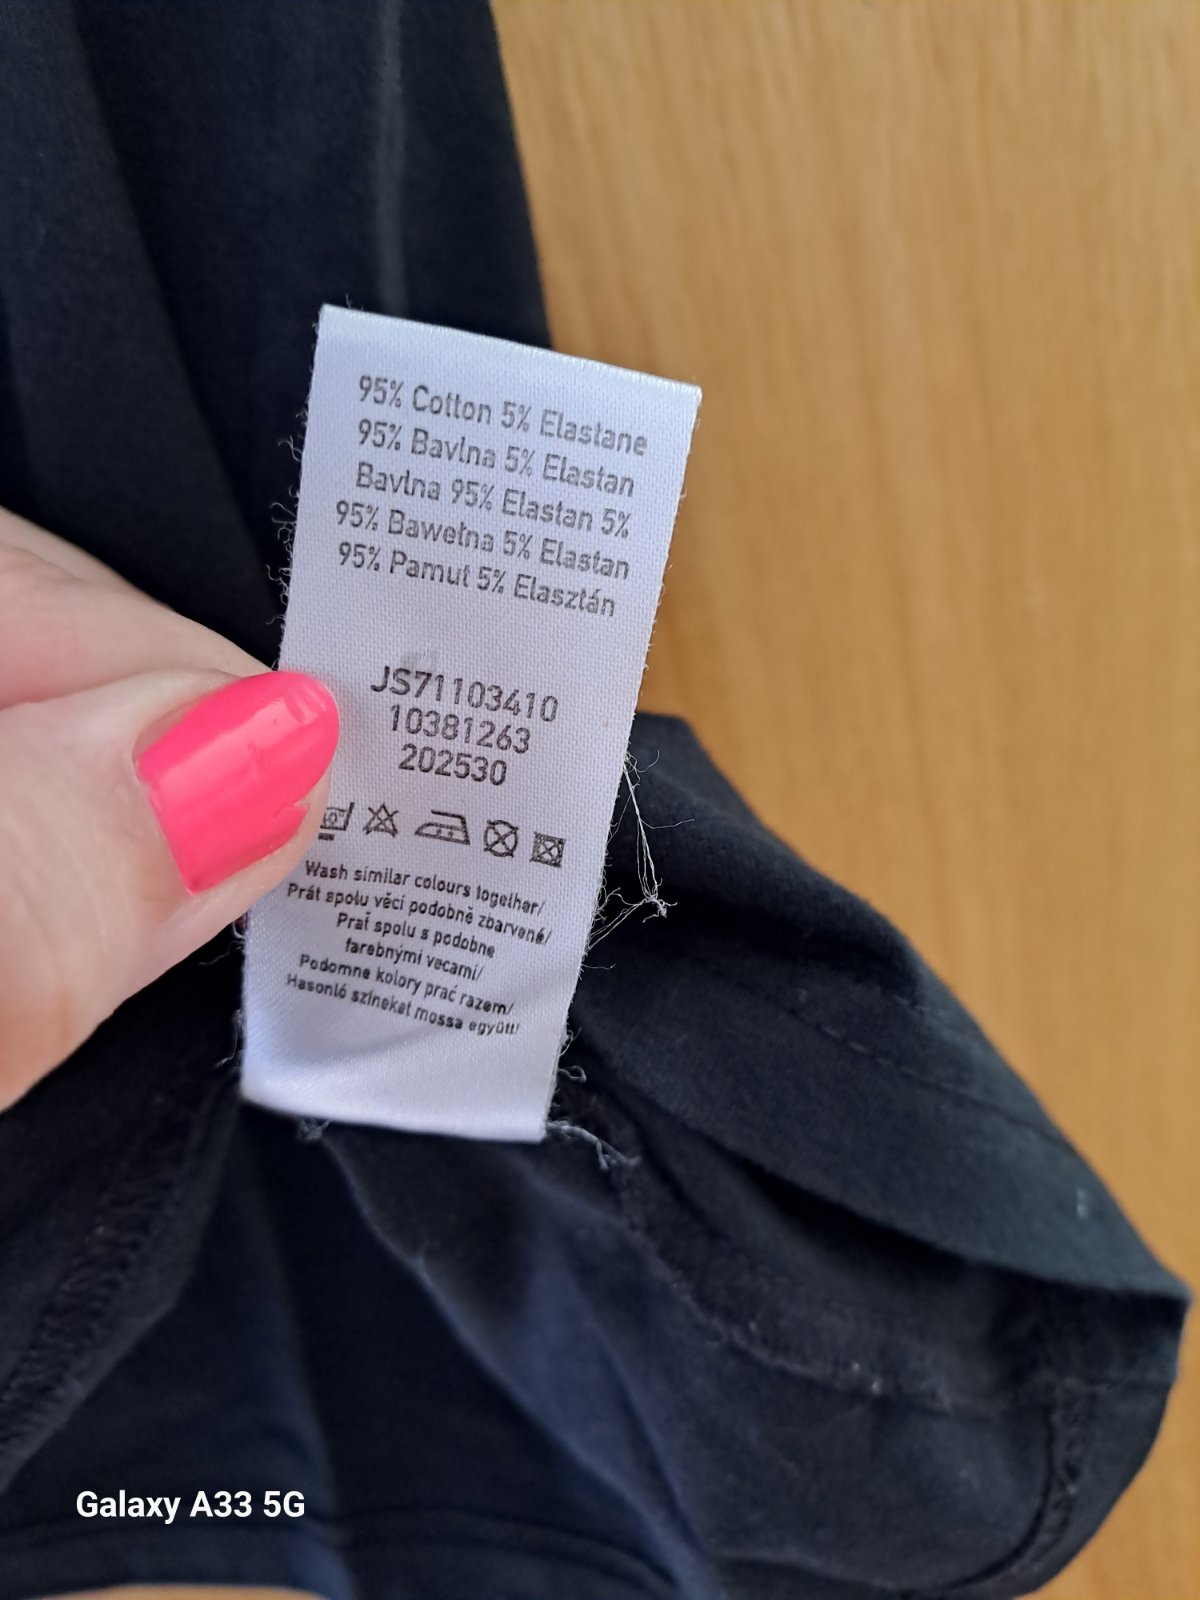 95% Cotton 5% Elastane
95% Bavlna 5% Elastan
Bavlna 95% Elastan 5%
95% Bawełna 5% Elastan
95% Pamut 5% Elasztán
JS71103410
10381263
202530
Wash similar colours together/
Prát spolu věci podobně zbarvené/
Prať spolu s podobne
farebnými vecami/
Podomne kolory prać razem/
Hasonló színeket mossa együtt/
Galaxy A33 5G